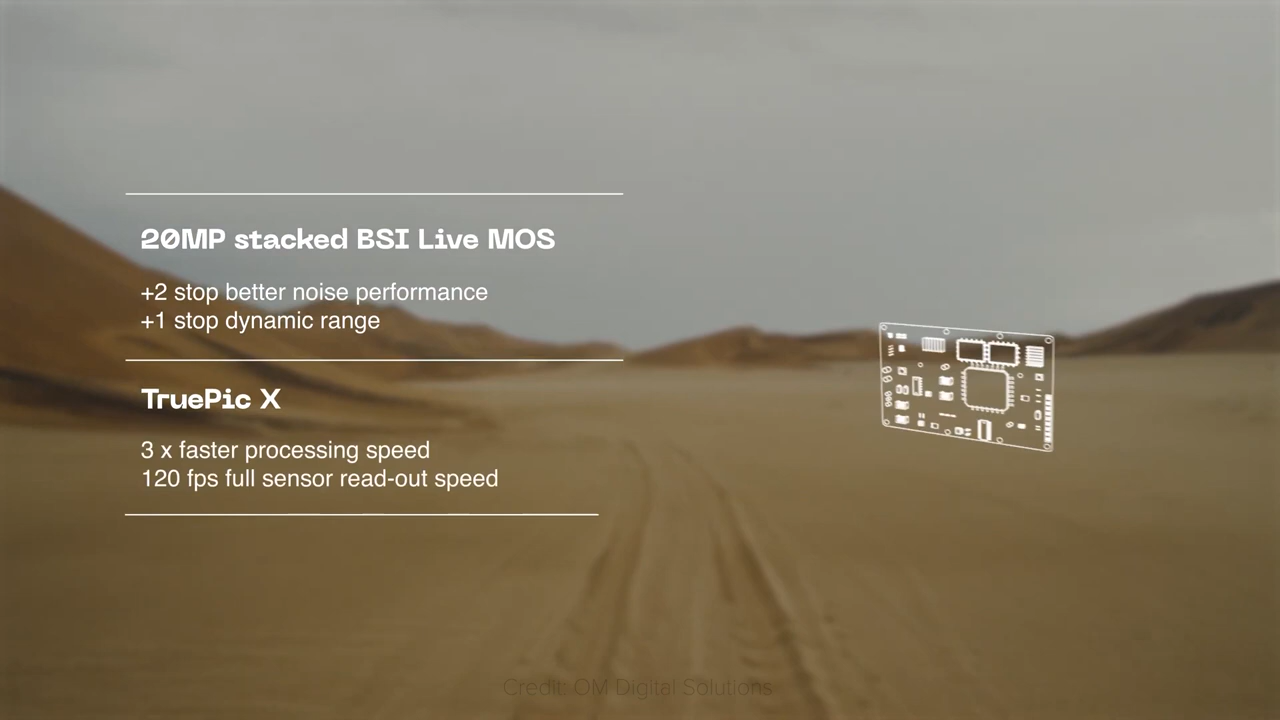 20MP stacked BSI Live MOS
+2 stop better noise performance
+1 stop dynamic range
TruePic X
3 x faster processing speed
120 fps full sensor read-out speed
Credit: OM Digital Solutions